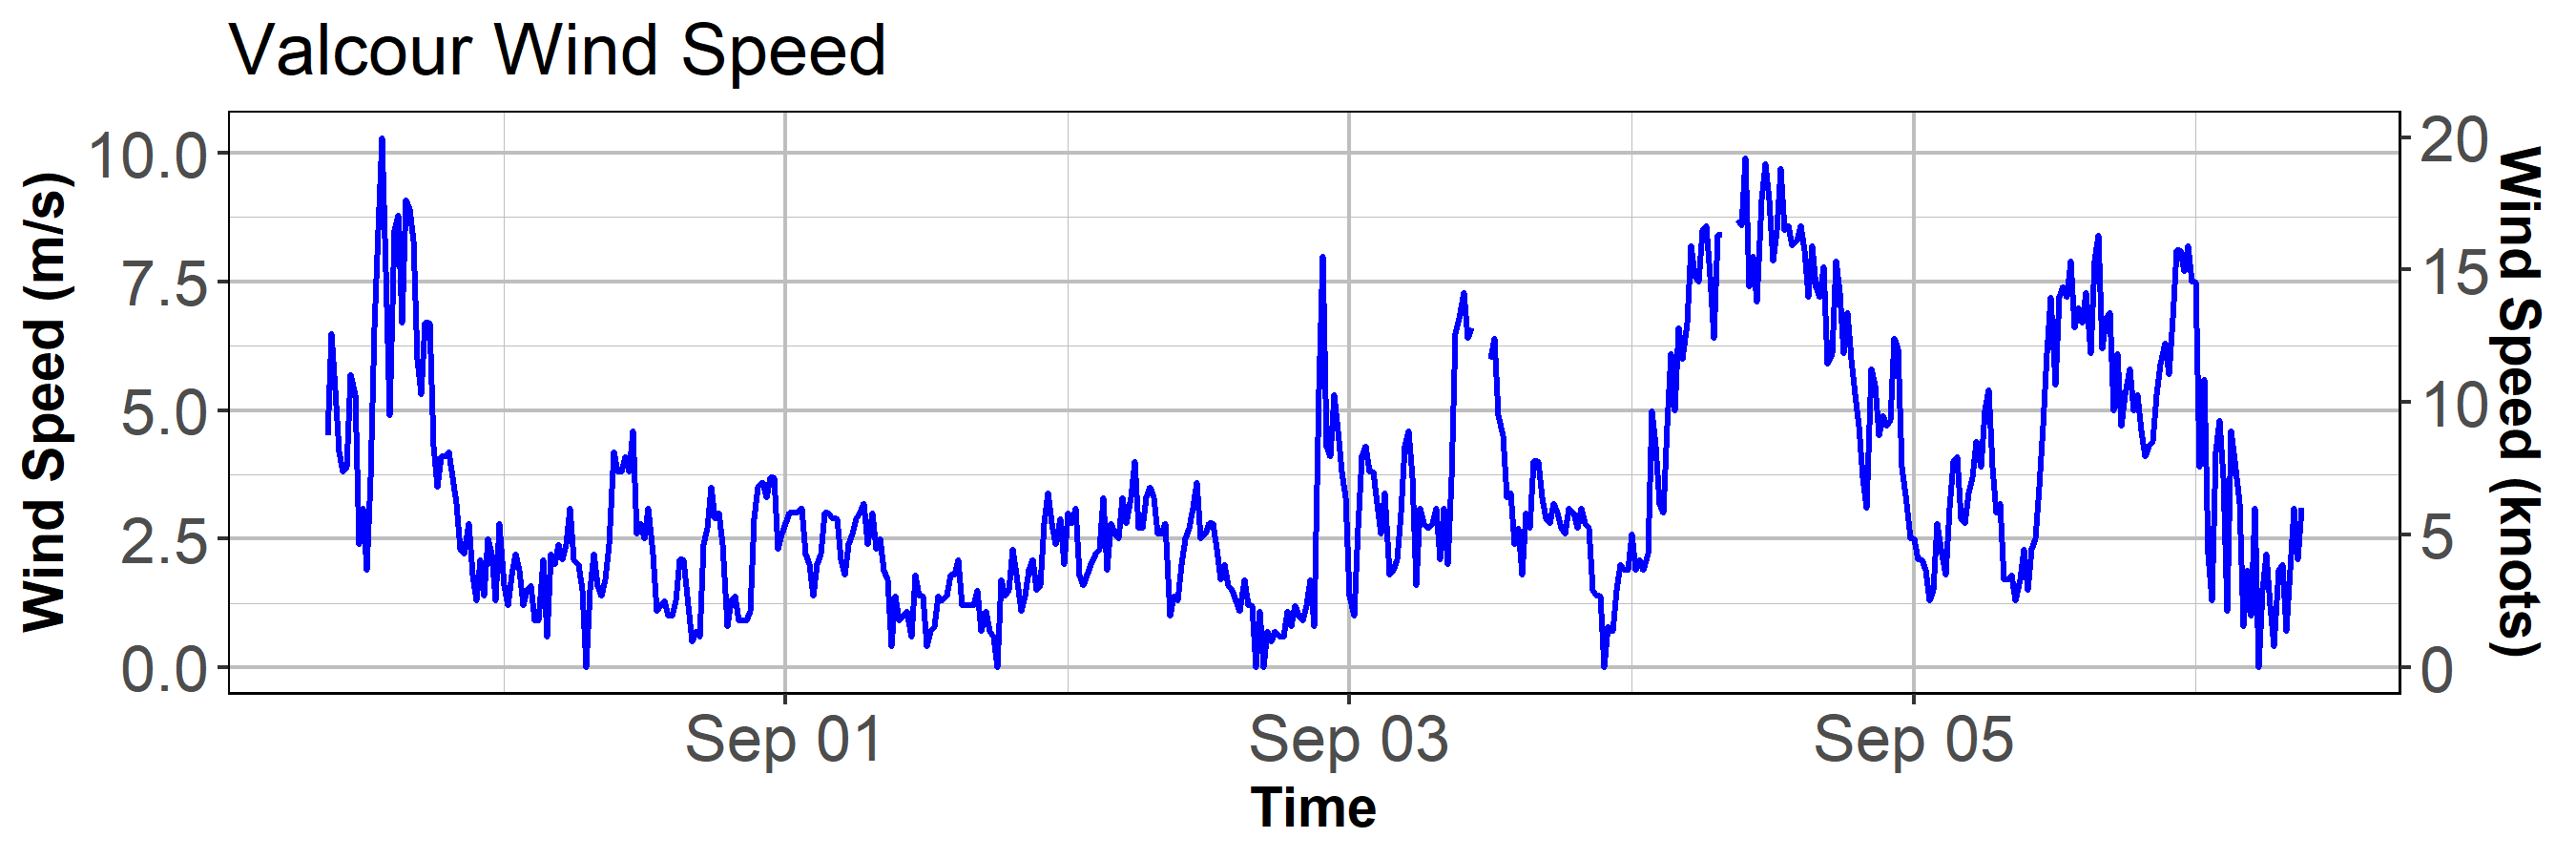 Valcour Wind Speed
Wind Speed (m/s)
10.0
7.5
5.0
2.5
0.0
20
15
10
5
0
Wind Speed (knots)
Sep 01
Sep 03
Sep 05
Time